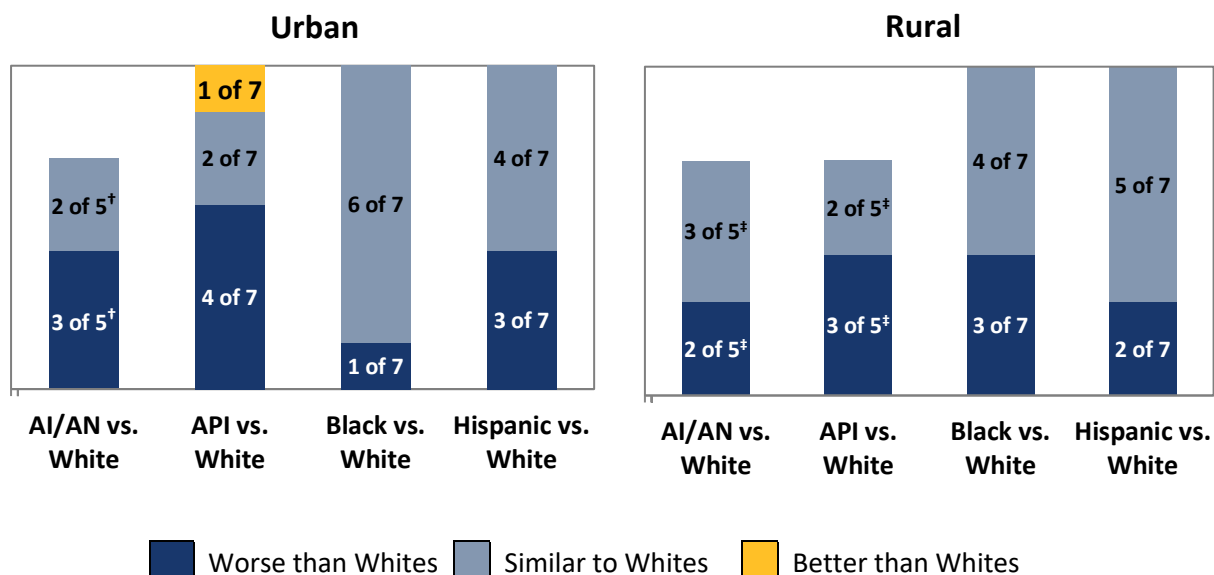 Urban
1 of 7
2 of 7
4 of 7
2 of 5†
6 of 7
3 of 5†
4 of 7
3 of 7
1 of 7
AI/AN vs. White
API vs. White
Black vs. White
Hispanic vs. White
Rural
4 of 7
5 of 7
3 of 5‡
2 of 5‡
2 of 5‡
3 of 5‡
3 of 7
2 of 7
AI/AN vs. White
API vs. White
Black vs. White
Hispanic vs. White
Worse than Whites
Similar to Whites
Better than Whites